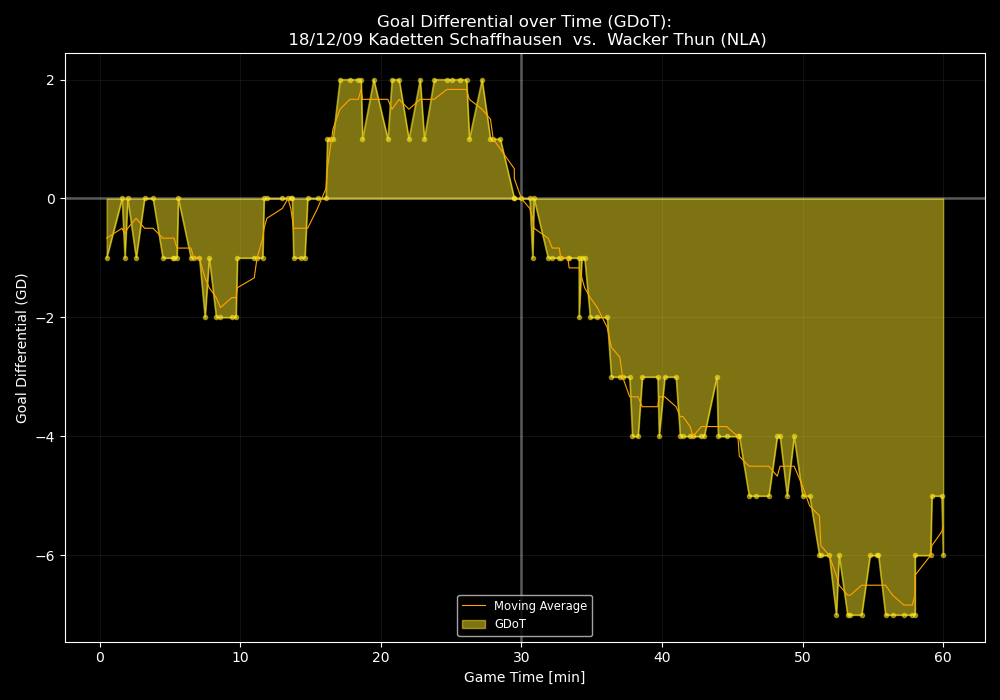 Goal Differential over Time (GDoT):
18/12/09 Kadetten Schaffhausen  vs.  Wacker Thun (NLA)
Goal Differential (GD)
2
0
−2
−4
−6
0 10 20 30 40 50 60
Game Time [min]
Moving Average
GDoT